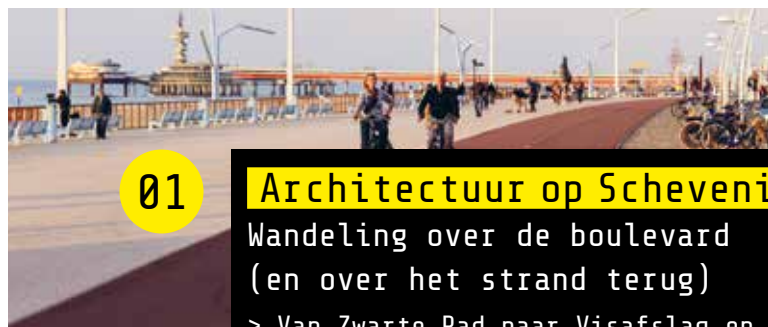 01
Architectuur op Scheveni
Wandeling over de boulevard
(en over het strand terug)
> Van Zwarte Pad naar Visafslag en